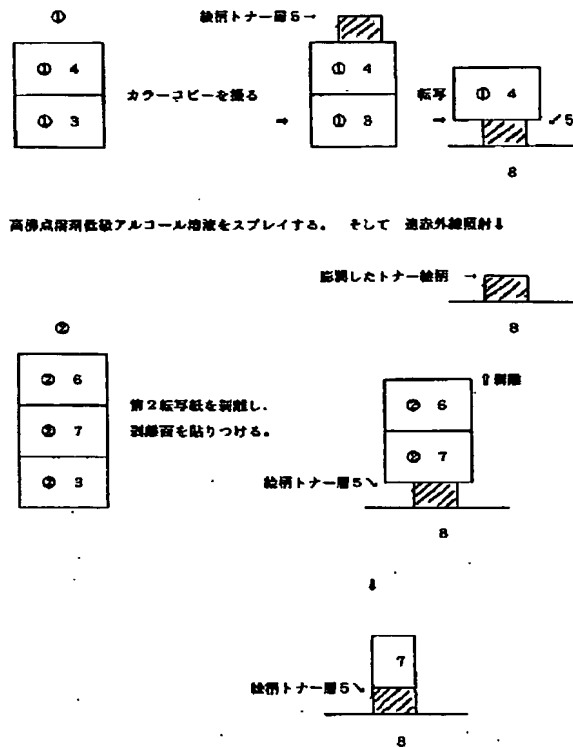 ①
絵柄トナー層5→
① 4
① 3
カラーコピーを撮る
→
① 4
① 3
転写
→
① 4
↙5
8
高沸点溶剤低級アルコール溶液をスプレイする。 そして 遠赤外線照射↓
膨潤したトナー絵柄 →
8
②
② 6
② 7
② 3
第2転写紙を剥離し、
剥離面を貼りつける。
⇧剥離
② 6
② 7
絵柄トナー層5↘
8
↓
7
絵柄トナー層5↘
8